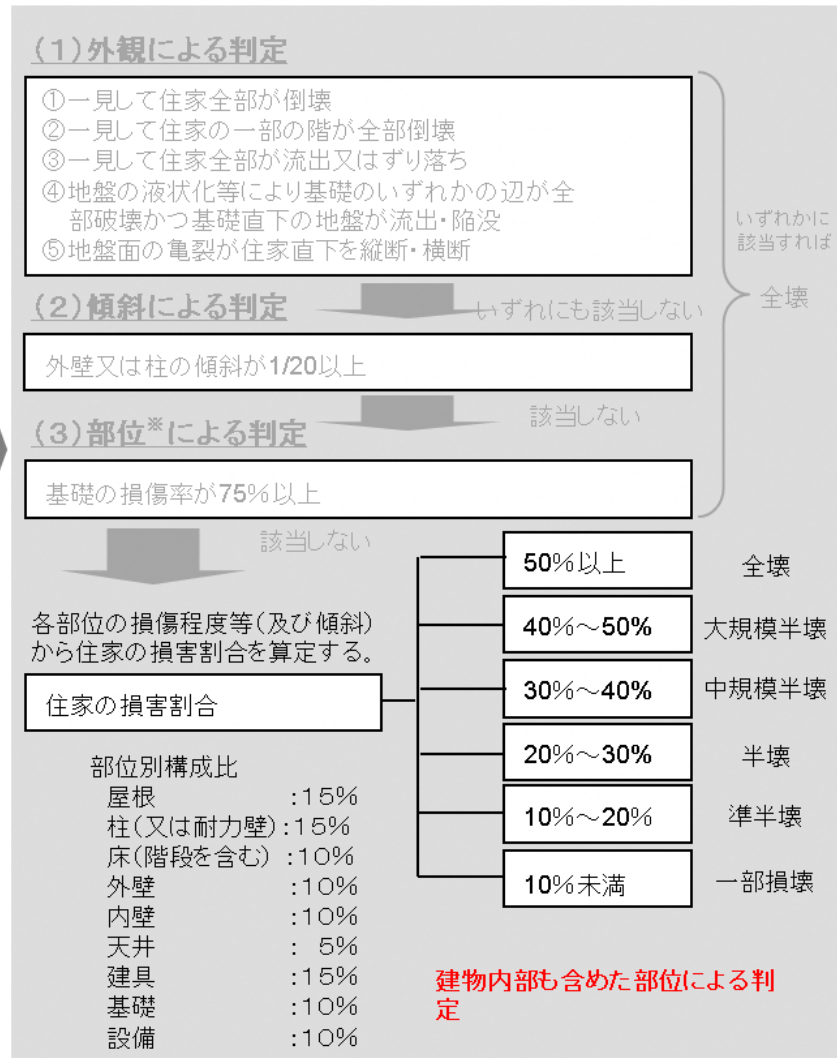 (1)外観による判定
①一見して住家全部が倒壊
②一見して住家の一部の階が全部倒壊
③一見して住家全部が流出又はずり落ち
④地盤の液状化等により基礎のいずれかの辺が全
部破壊かつ基礎直下の地盤が流出・陥没
⑤地盤面の亀裂が住家直下を縦断・横断
いずれかに
該当すれば
全壊
(2)傾斜による判定
いずれにも該当しない
外壁又は柱の傾斜が1/20以上
(3)部位※による判定
該当しない
基礎の損傷率が75%以上
該当しない
各部位の損傷程度等(及び傾斜)
から住家の損害割合を算定する。
住家の損害割合
50%以上 全壊
40%～50% 大規模半壊
30%～40% 中規模半壊
20%～30% 半壊
10%～20% 準半壊
10%未満 一部損壊
部位別構成比
屋根 :15%
柱(又は耐力壁):15%
床(階段を含む) :10%
外壁 :10%
内壁 :10%
天井 : 5%
建具 :15%
基礎 :10%
設備 :10%
建物内部も含めた部位による判
定